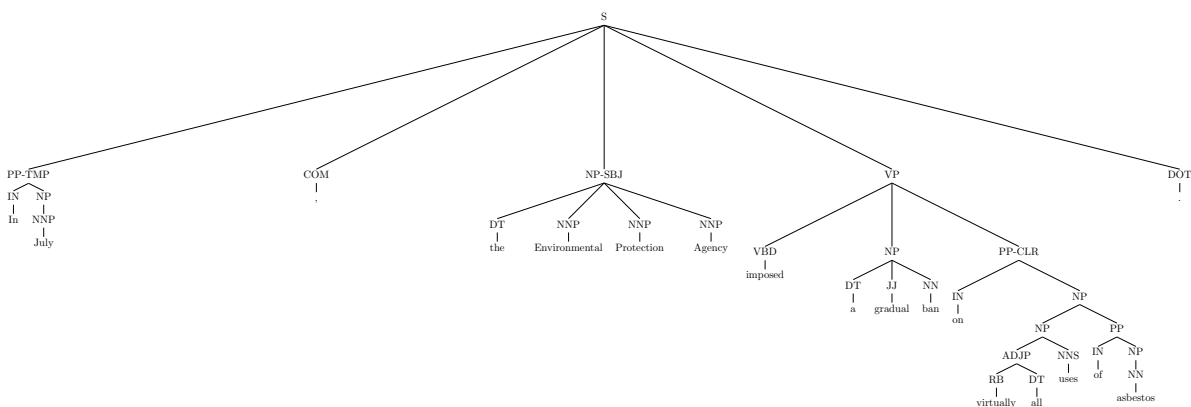 S
PP-TMP COM NP-SBJ VP DOT
IN NP , .
In NNP
July
DT NNP NNP NNP
the Environmental Protection Agency
VBD NP PP-CLR
imposed
DT JJ NN IN NP
a gradual ban on
NP PP
ADJP NNS IN NP
RB DT uses of NN
virtually all asbestos